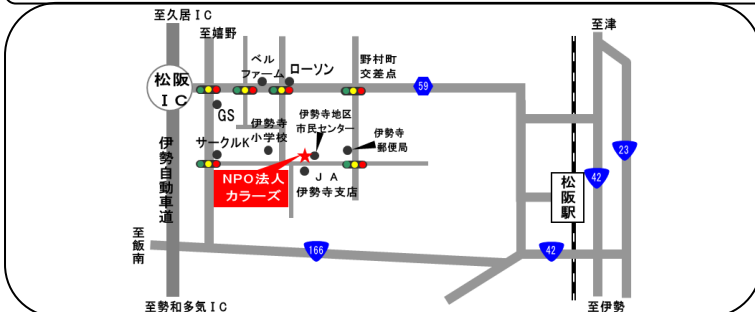 至久居IC
至嬉野
至津
ベル
ファーム
ローソン
野村町
交差点
松阪
IC
59
GS
伊勢寺
小学校
伊勢寺地区
市民センター
伊勢寺
郵便局
サークルK
23
伊勢自動車道
NPO法人
カラーズ
JA
伊勢寺支店
42
松阪駅
至飯南
166
42
至勢和多気IC
至伊勢